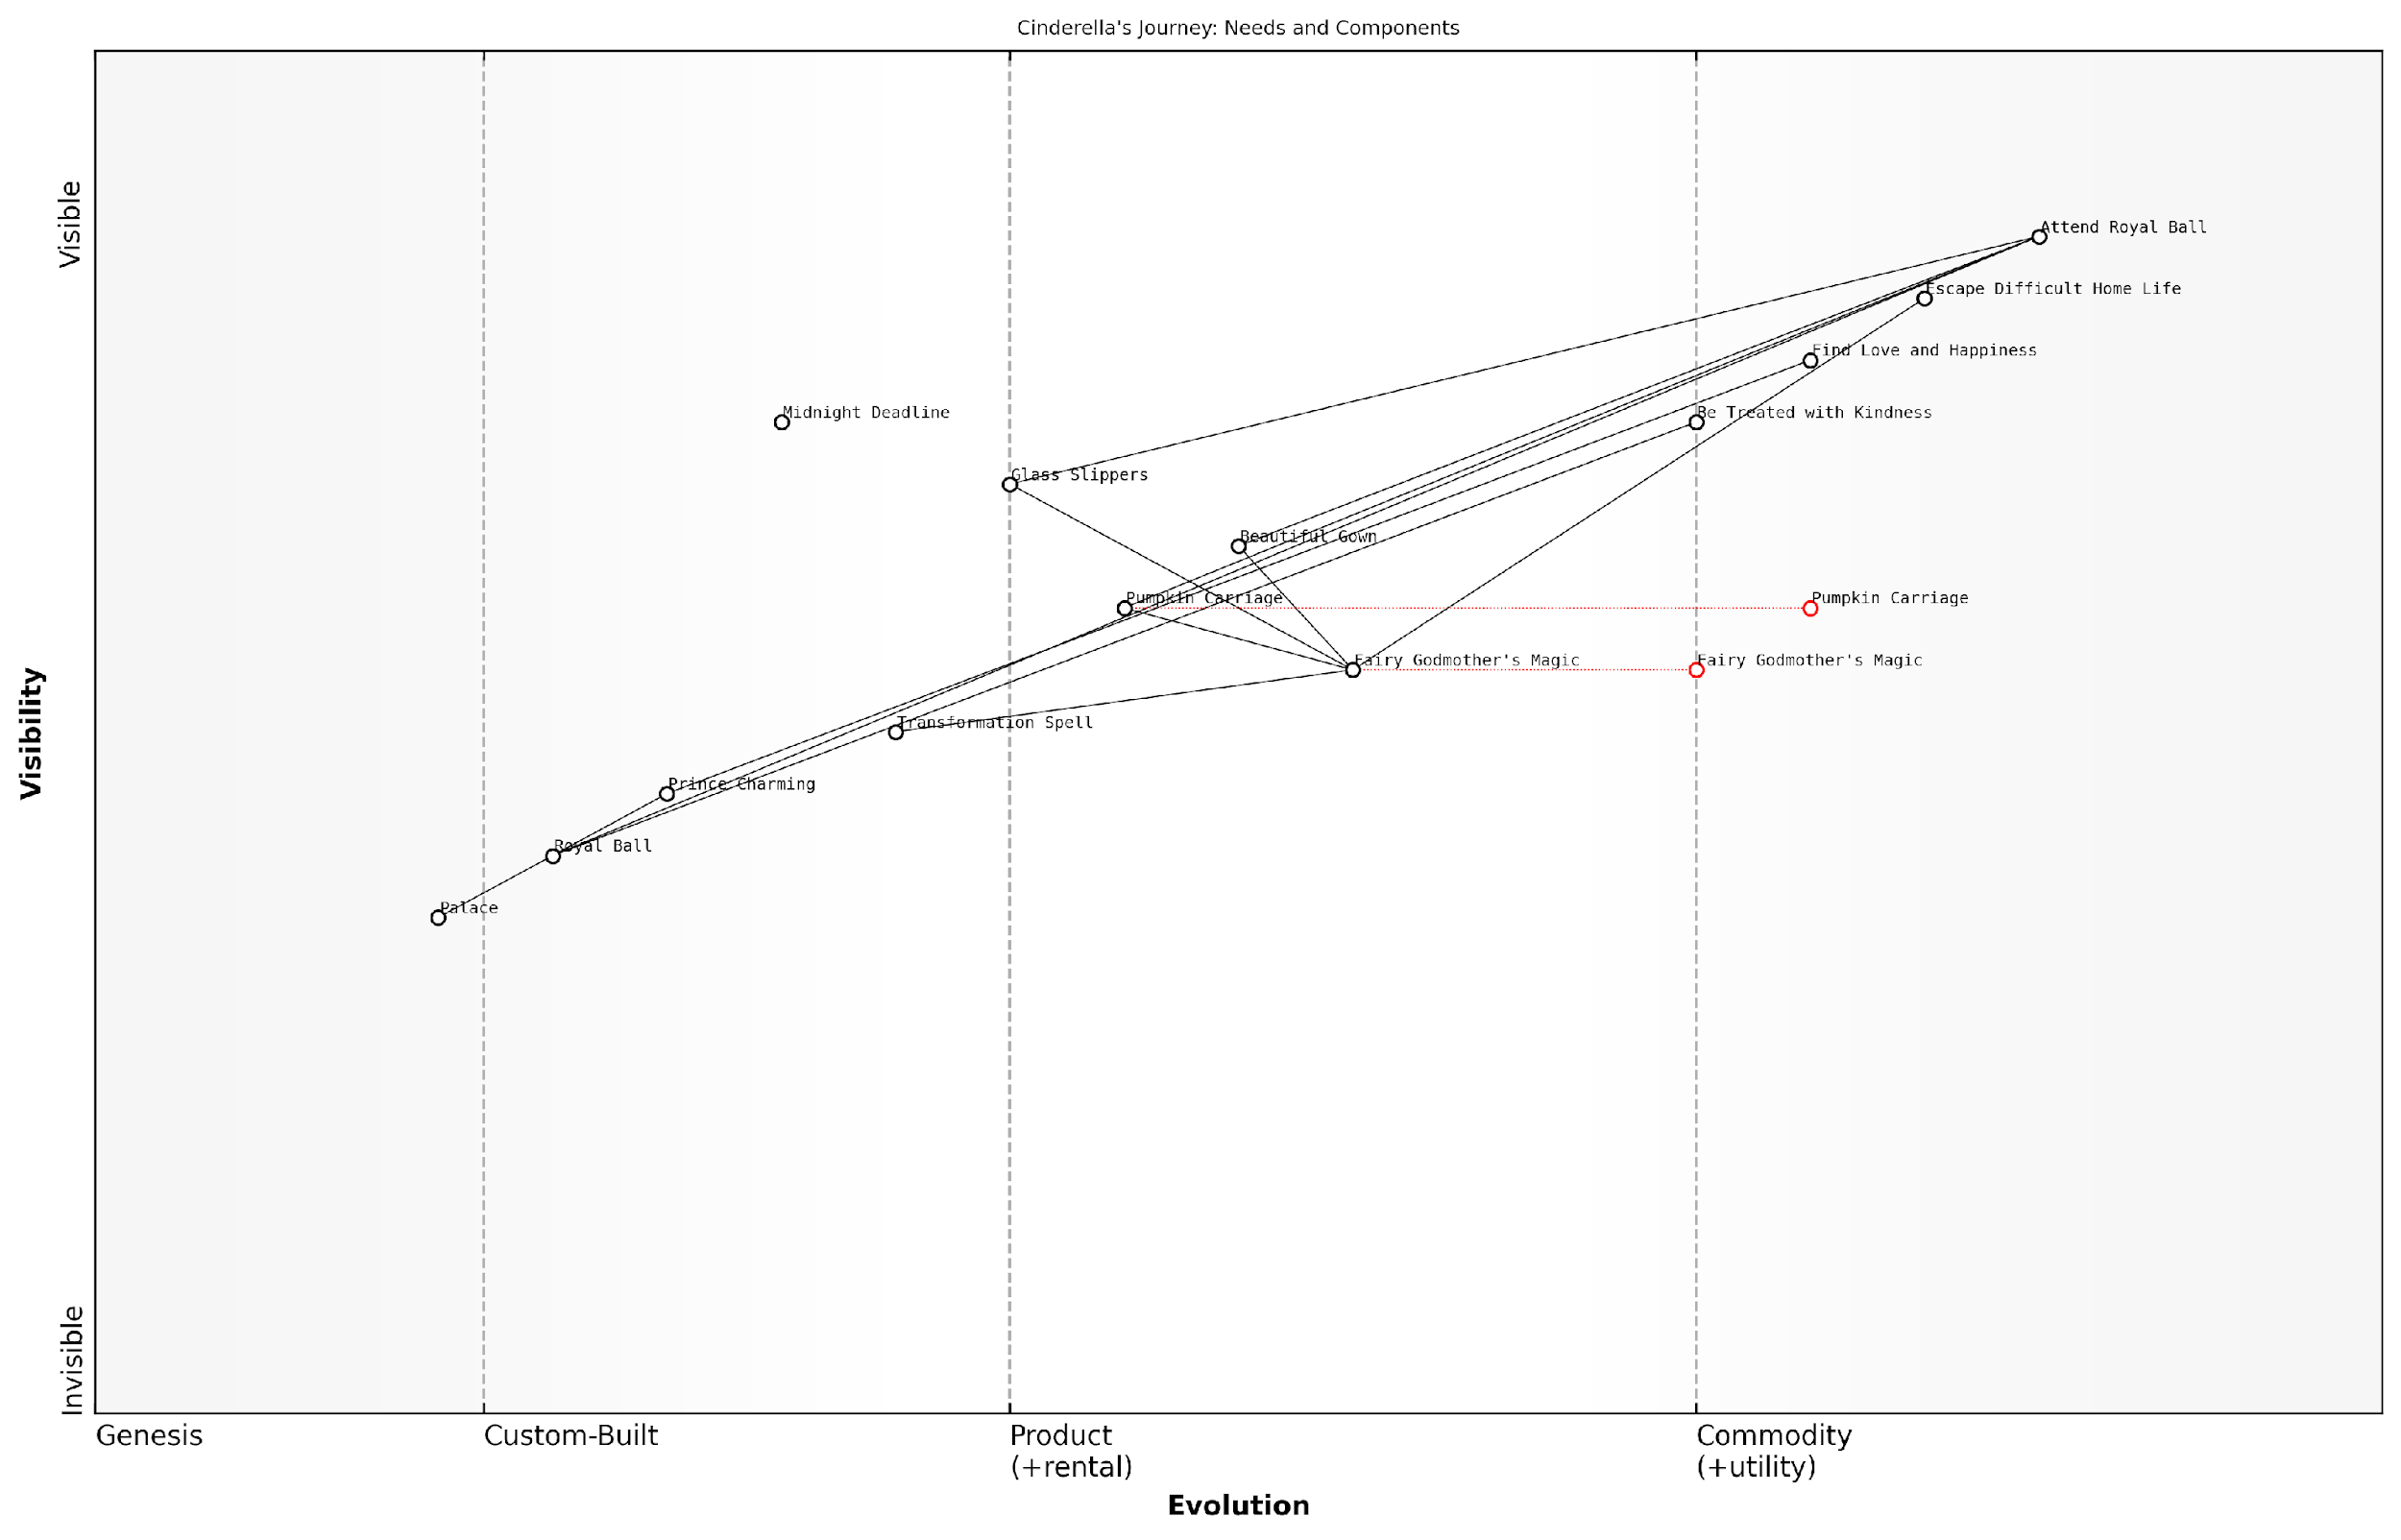 Cinderella's Journey: Needs and Components
Visible
Attend Royal Ball
Escape Difficult Home Life
Find Love and Happiness
Midnight Deadline
Be Treated with Kindness
Glass Slippers
Beautiful Gown
Pumpkin Carriage
Pumpkin Carriage
Fairy Godmother's Magic
Fairy Godmother's Magic
Transformation Spell
Visibility
Prince Charming
Royal Ball
Palace
Invisible
Genesis
Custom-Built
Product
(+rental)
Commodity
(+utility)
Evolution